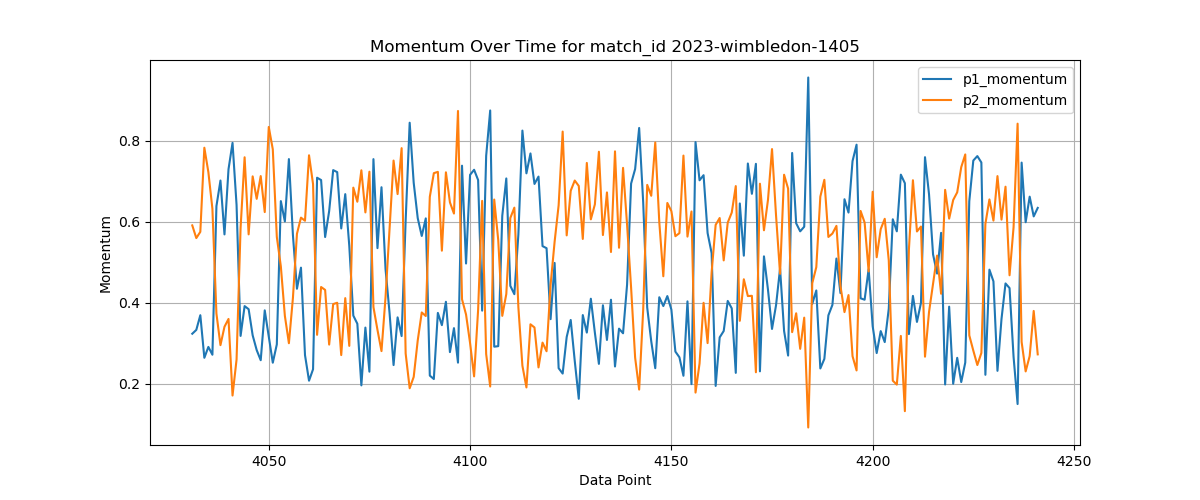 Momentum Over Time for match_id 2023-wimbledon-1405
p1_momentum
p2_momentum
0.8
0.6
0.4
0.2
Momentum
4050 4100 4150 4200 4250
Data Point